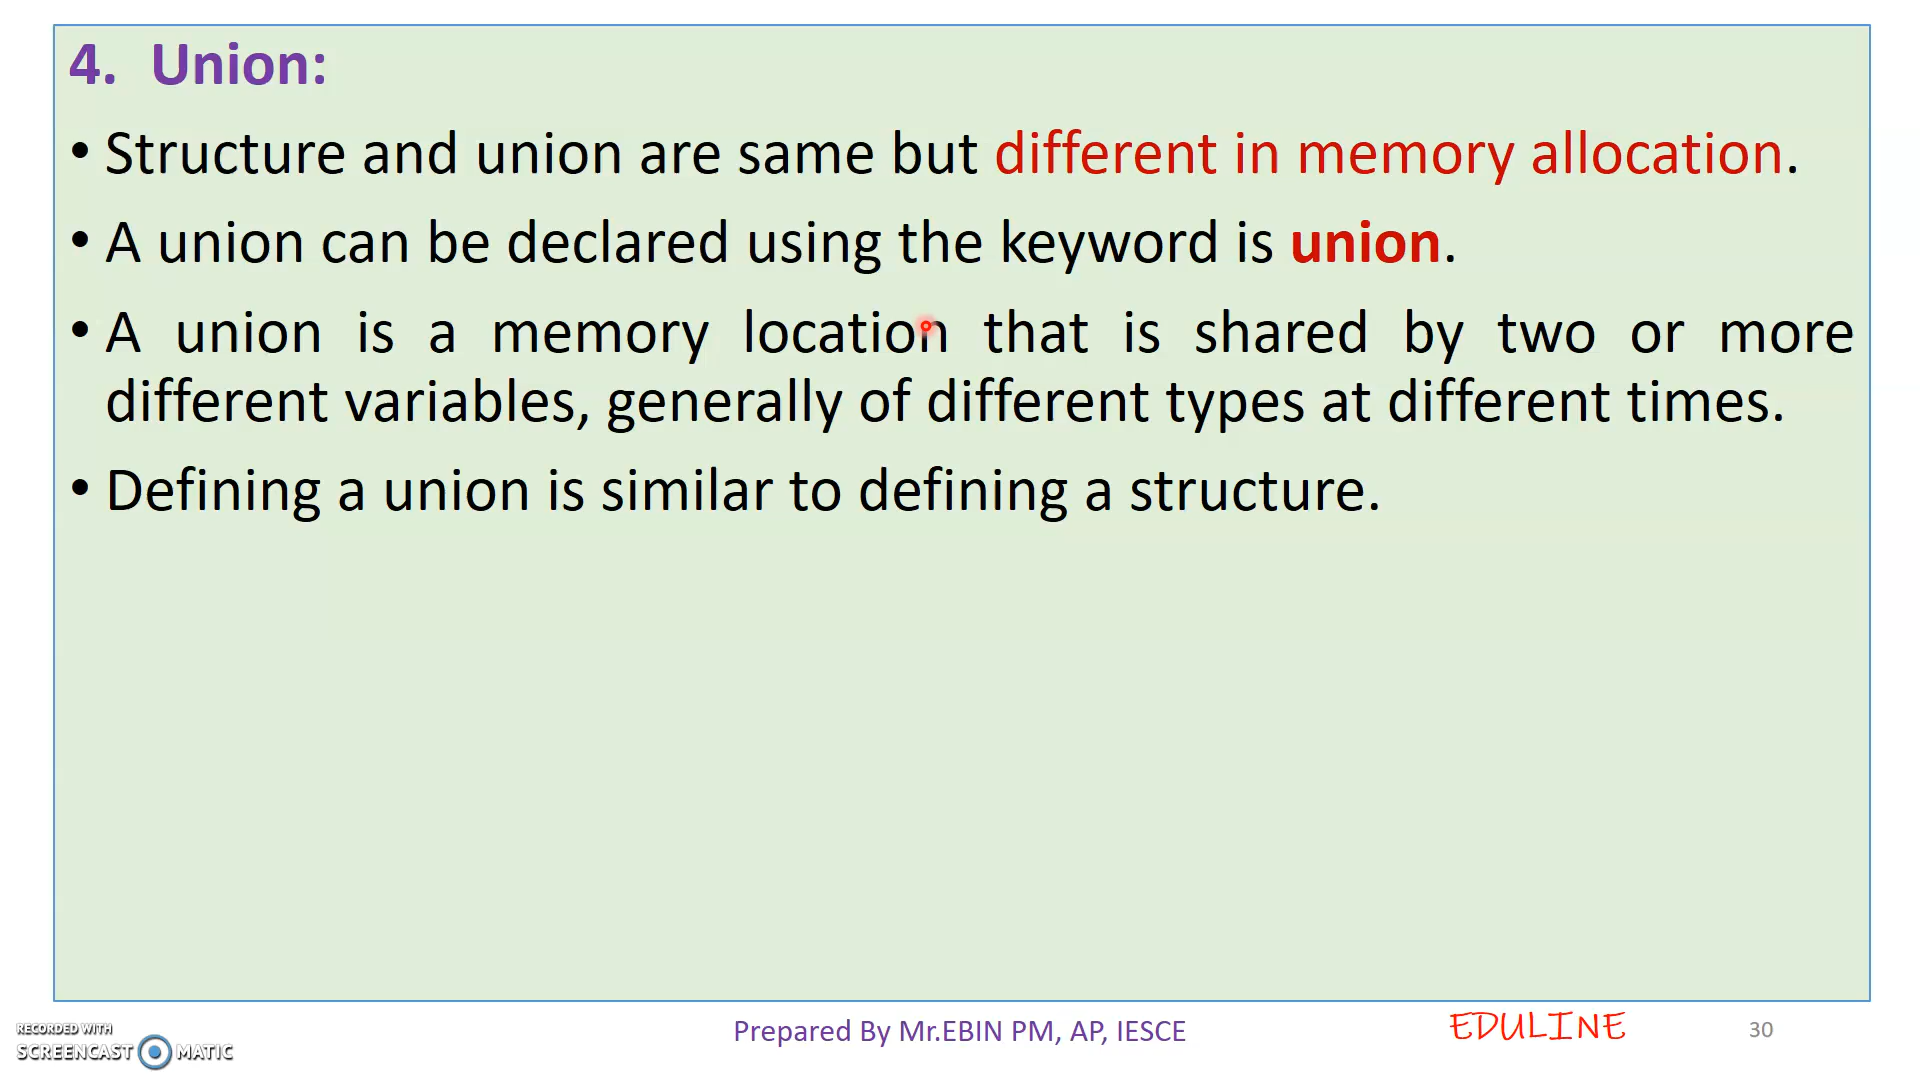 4. Union:
• Structure and union are same but different in memory allocation.
• A union can be declared using the keyword is union.
• A union is a memory location that is shared by two or more
different variables, generally of different types at different times.
• Defining a union is similar to defining a structure.
RECORDED WITH
SCREENCAST MATIC
Prepared By Mr.EBIN PM, AP, IESCE
EDULINE
30